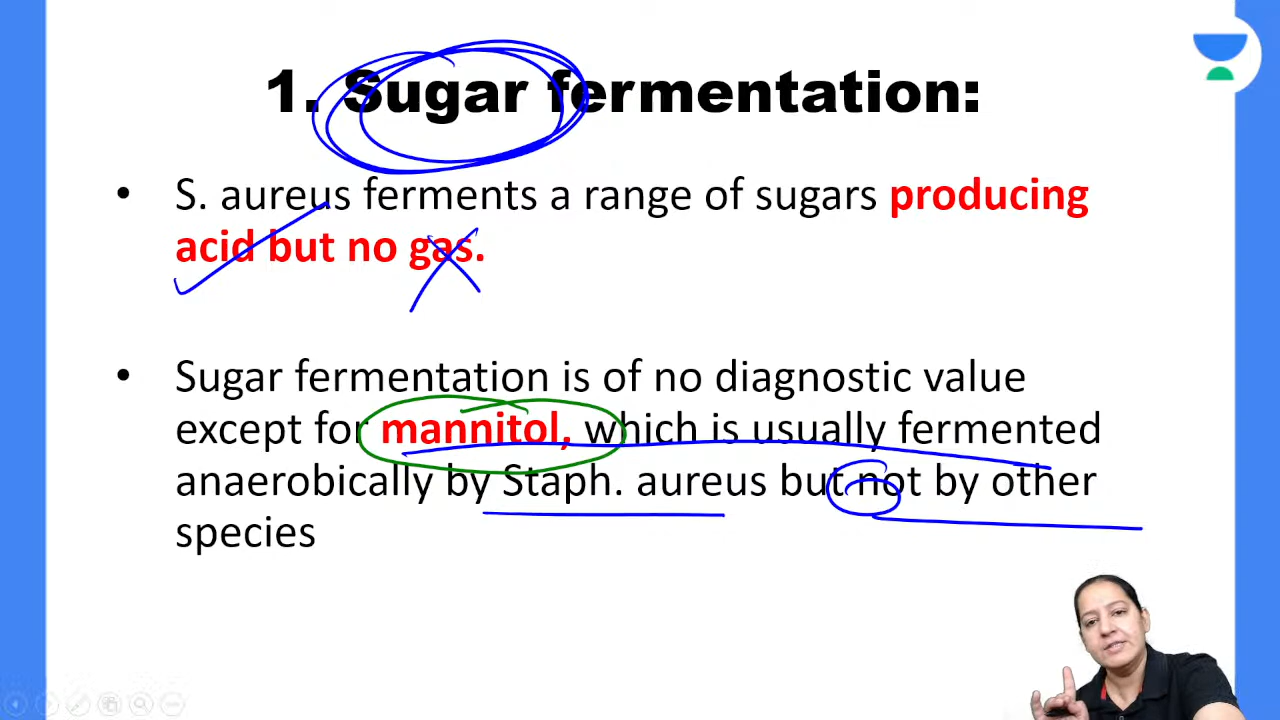 1. Sugar fermentation:
• S. aureus ferments a range of sugars producing
acid but no gas.
• Sugar fermentation is of no diagnostic value
except for mannitol, which is usually fermented
anaerobically by Staph. aureus but not by other
species